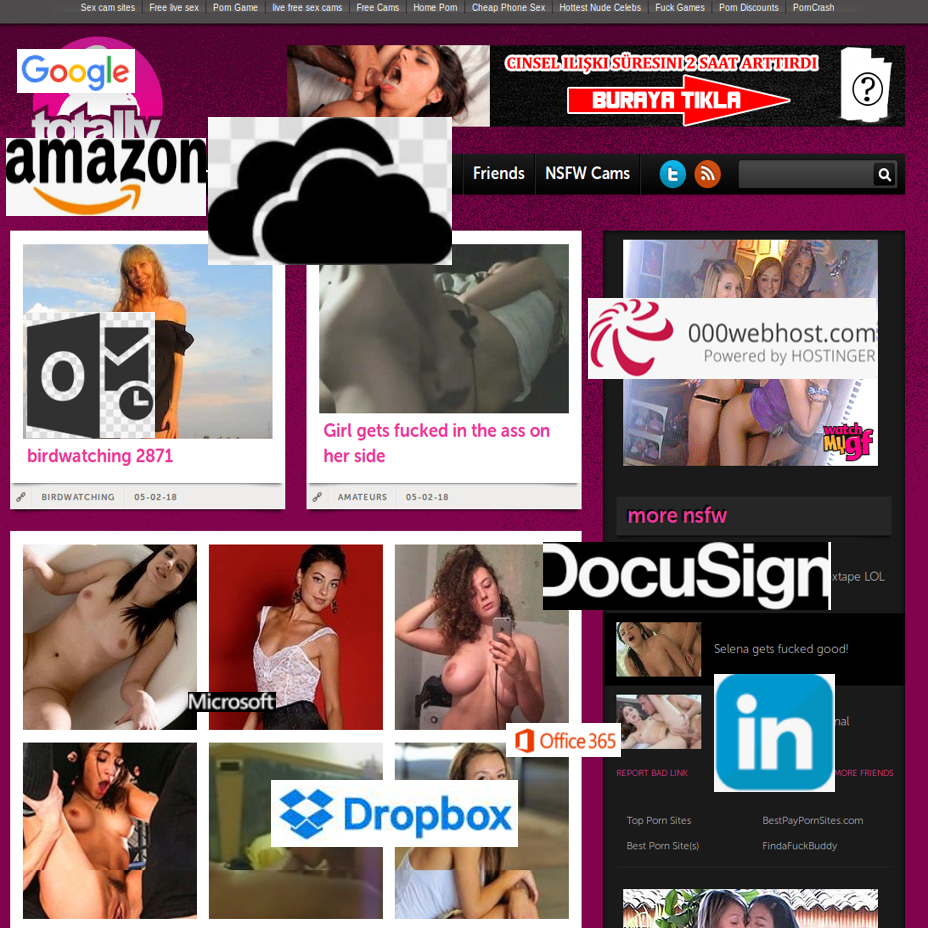 Sex cam sites
Free live sex
Porn Game
live free sex cams
Free Cams
Home Porn
Cheap Phone Sex
Hottest Nude Celebs
Fuck Games
Porn Discounts
PornCrash
Google
totally
CINSEL ILIŞKI SÜRESINI 2 SAAT ARTTIRDI
BURAYA TIKLA
?
amazon
Friends
NSFW Cams
000webhost.com
Powered by HOSTINGER
watch
my gf
birdwatching 2871
BIRDWATCHING
05-02-18
Girl gets fucked in the ass on
her side
AMATEURS
05-02-18
more nsfw
DocuSign
LOL
Selena gets fucked good!
Microsoft
Office 365
in
REPORT BAD LINK
MORE FRIENDS
Dropbox
Top Porn Sites
BestPayPornSites.com
Best Porn Site(s)
FindaFuckBuddy